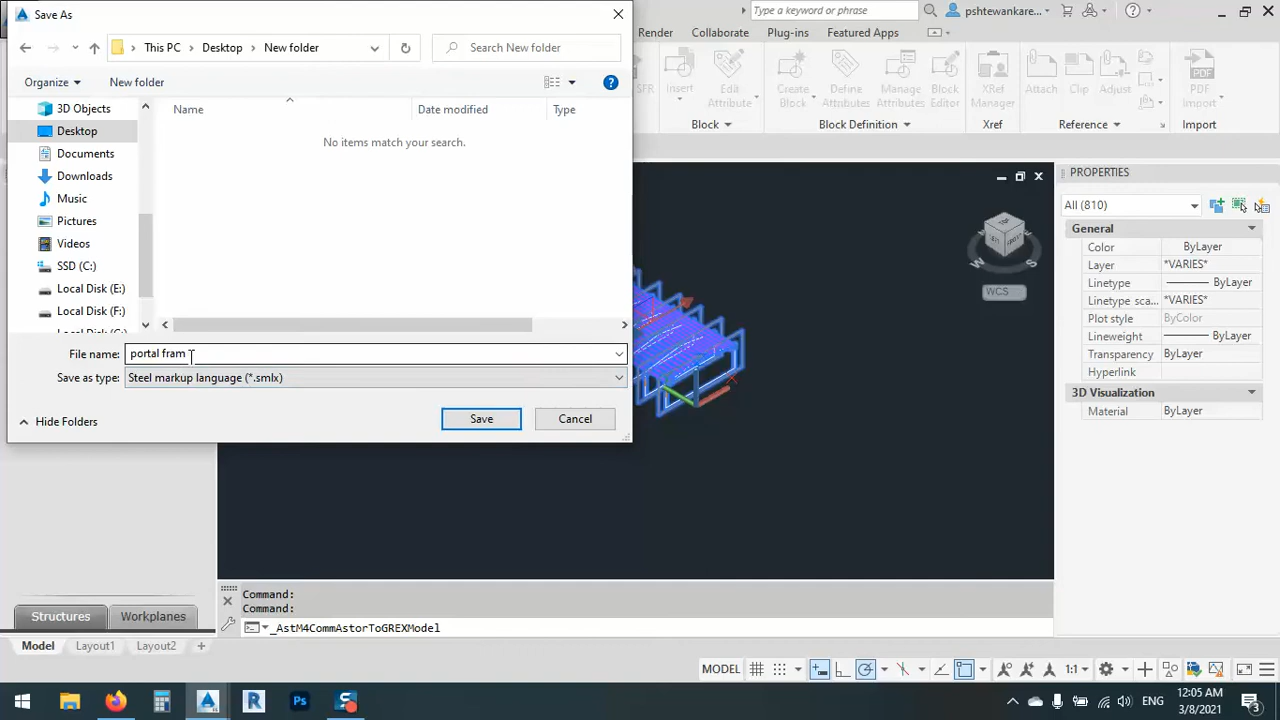 Save As
Type a keyword or phrase
pshtewankare...
This PC
Desktop
New folder
Search New folder
Render
Collaborate
Plug-ins
Featured Apps
Organize
New folder
Insert
Edit
Attribute
Create
Block
Define
Attributes
Manage
Attributes
Block
Editor
XREF
Manager
Attach
Clip
Adjust
PDF
PDF
Import
Block
Block Definition
Xref
Reference
Import
3D Objects
Desktop
Documents
Downloads
Music
Pictures
Videos
SSD (C:)
Local Disk (E:)
Local Disk (F:)
Name
Date modified
Type
No items match your search.
File name:
portal fram
Save as type:
Steel markup language (*.smlx)
Hide Folders
Save
Cancel
TOP
W
S
WCS
PROPERTIES
All (810)
General
Color ByLayer
Layer *VARIES*
Linetype ByLayer
Linetype sca... *VARIES*
Plot style ByColor
Lineweight ByLayer
Transparency ByLayer
Hyperlink
3D Visualization
Material ByLayer
Command:
Command:
_AstM4CommAstorToGREXModel
Structures
Workplanes
Model
Layout1
Layout2
MODEL
1:1
ENG
12:05 AM
3/8/2021
3